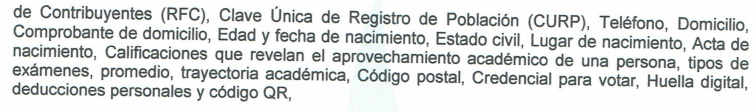 de Contribuyentes (RFC), Clave Única de Registro de Población (CURP), Teléfono, Domicilio,
Comprobante de domicilio, Edad y fecha de nacimiento, Estado civil, Lugar de nacimiento, Acta de
nacimiento, Calificaciones que revelan el aprovechamiento académico de una persona, tipos de
exámenes, promedio, trayectoria académica, Código postal, Credencial para votar, Huella digital,
deducciones personales y código QR,